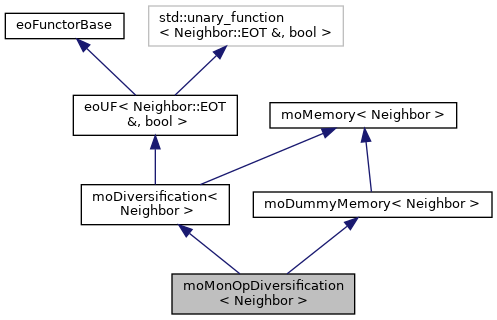 eoFunctorBase
std::unary_function
< Neighbor::EOT &, bool >
eoUF< Neighbor::EOT
&, bool >
moMemory< Neighbor >
moDiversification<
Neighbor >
moDummyMemory< Neighbor >
moMonOpDiversification
< Neighbor >